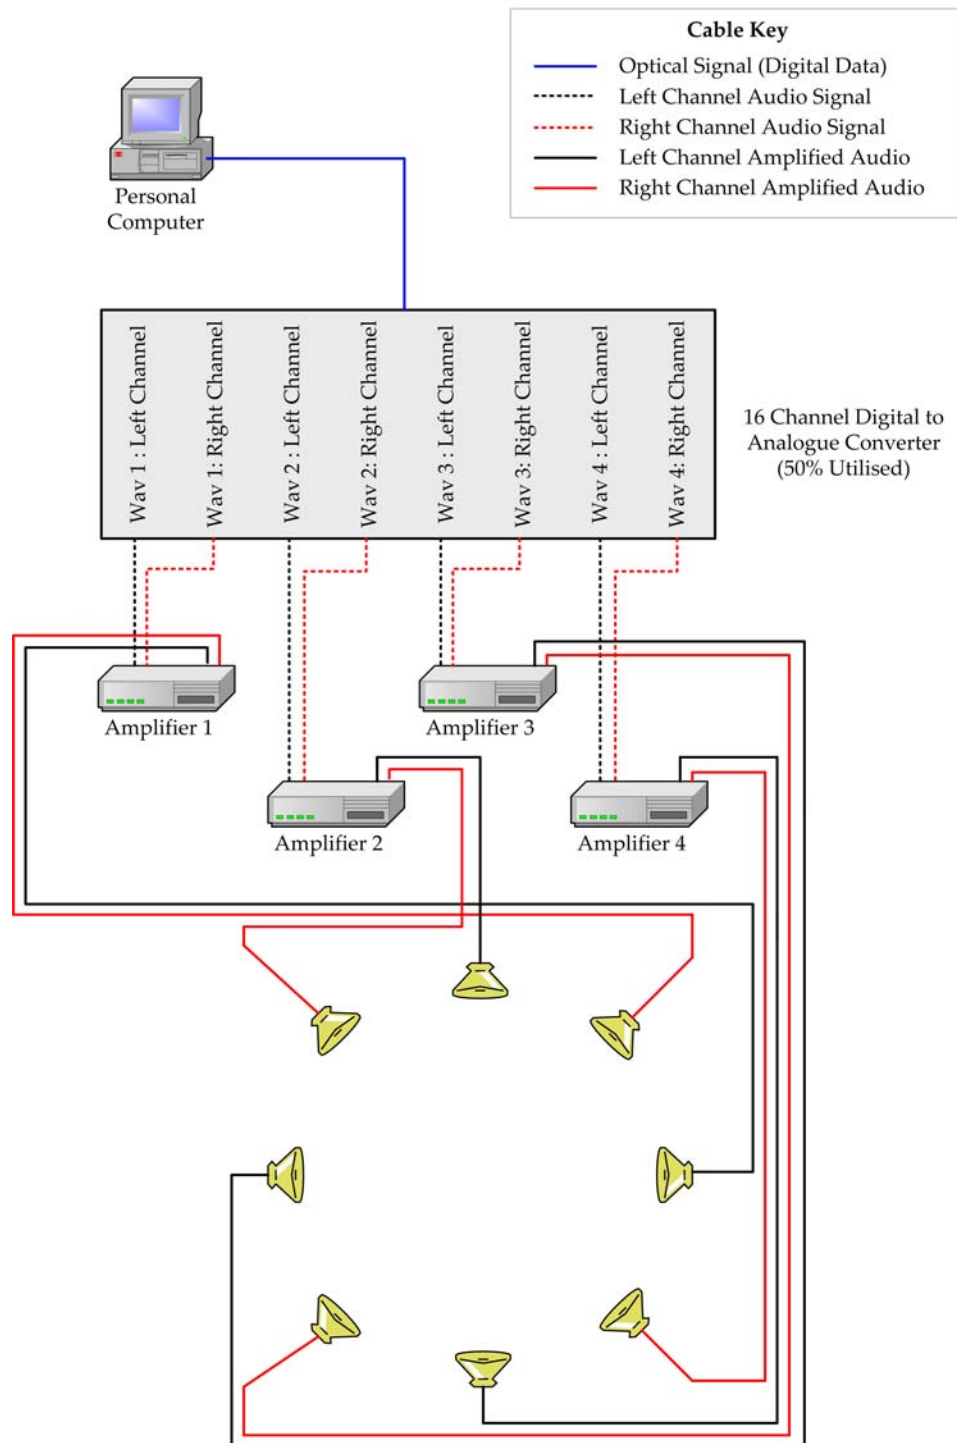 Cable Key
Optical Signal (Digital Data)
Left Channel Audio Signal
Right Channel Audio Signal
Left Channel Amplified Audio
Right Channel Amplified Audio
Personal
Computer
Wav 1 : Left Channel
Wav 1: Right Channel
Wav 2 : Left Channel
Wav 2: Right Channel
Wav 3 : Left Channel
Wav 3: Right Channel
Wav 4 : Left Channel
Wav 4: Right Channel
16 Channel Digital to
Analogue Converter
(50% Utilised)
Amplifier 1
Amplifier 3
Amplifier 2
Amplifier 4